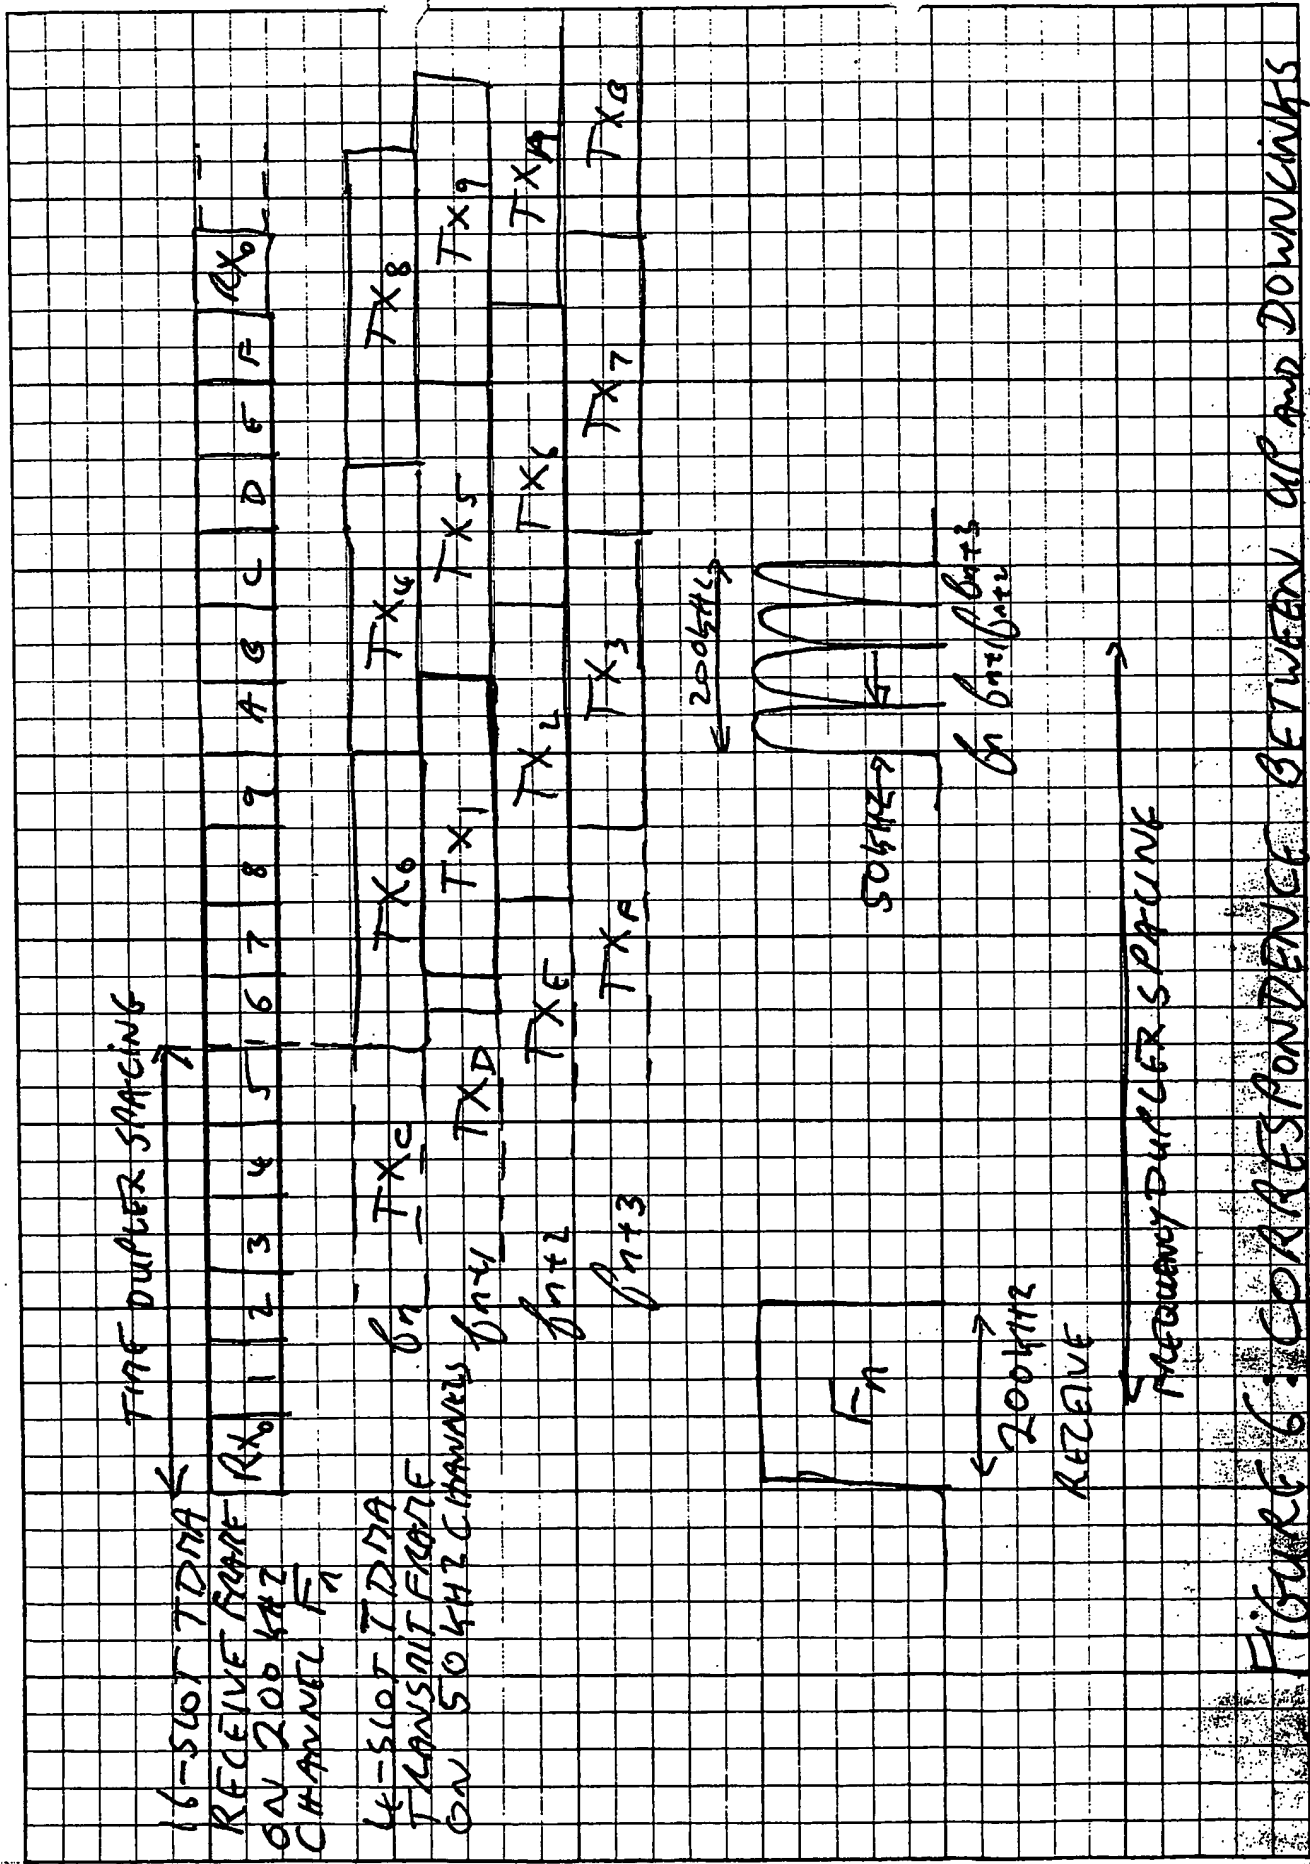 TIME DUPLEX SPACING
16-SLOT TDMA
RECEIVE FRAME
ON 200 KHZ
CHANNEL Fn
RX0 1 2 3 4 5 6 7 8 9 A B C D E F RX0
4-SLOT TDMA
TRANSMIT FRAME
ON 50 KHZ CHANNELS
fn TXC TX0 TX4 TX8
fn+1 TXD TX1 TX5 TX9
fn+2 TXE TX2 TX6 TXA
fn+3 TXF TX3 TX7 TXB
200KHZ
50KHZ
Fn
fn fn+1 fn+2 fn+3
200KHZ
RECEIVE
FREQUENCY DUPLEX SPACING
FIGURE 6: CORRESPONDENCE BETWEEN UP AND DOWNLINKS